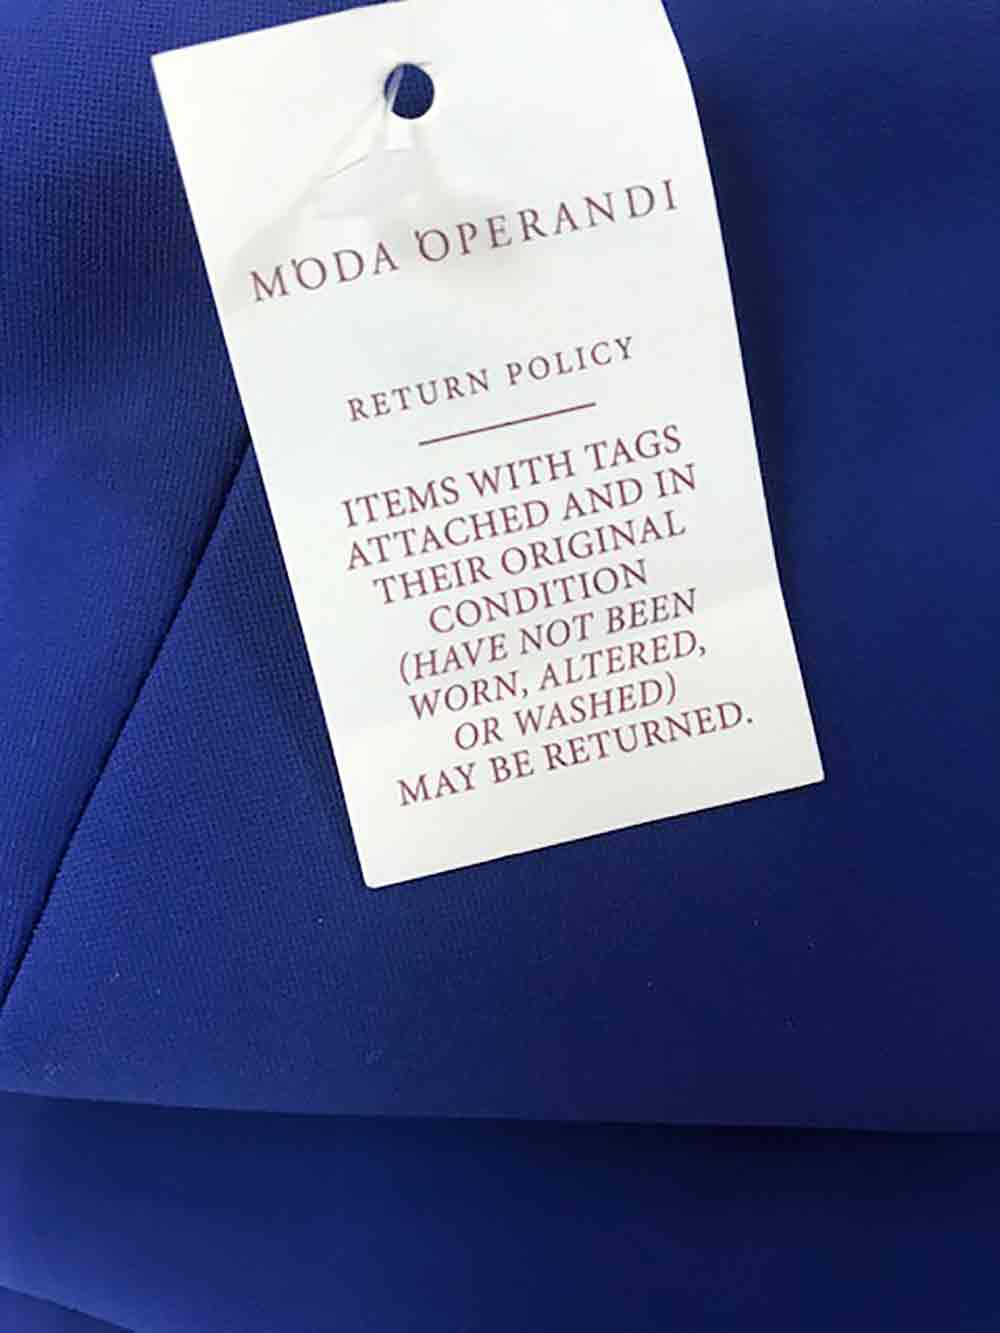 M'ODA 'OPERANDI
RETURN POLICY
ITEMS WITH TAGS
ATTACHED AND IN
THEIR ORIGINAL
CONDITION
(HAVE NOT BEEN
WORN, ALTERED,
OR WASHED)
MAY BE RETURNED.